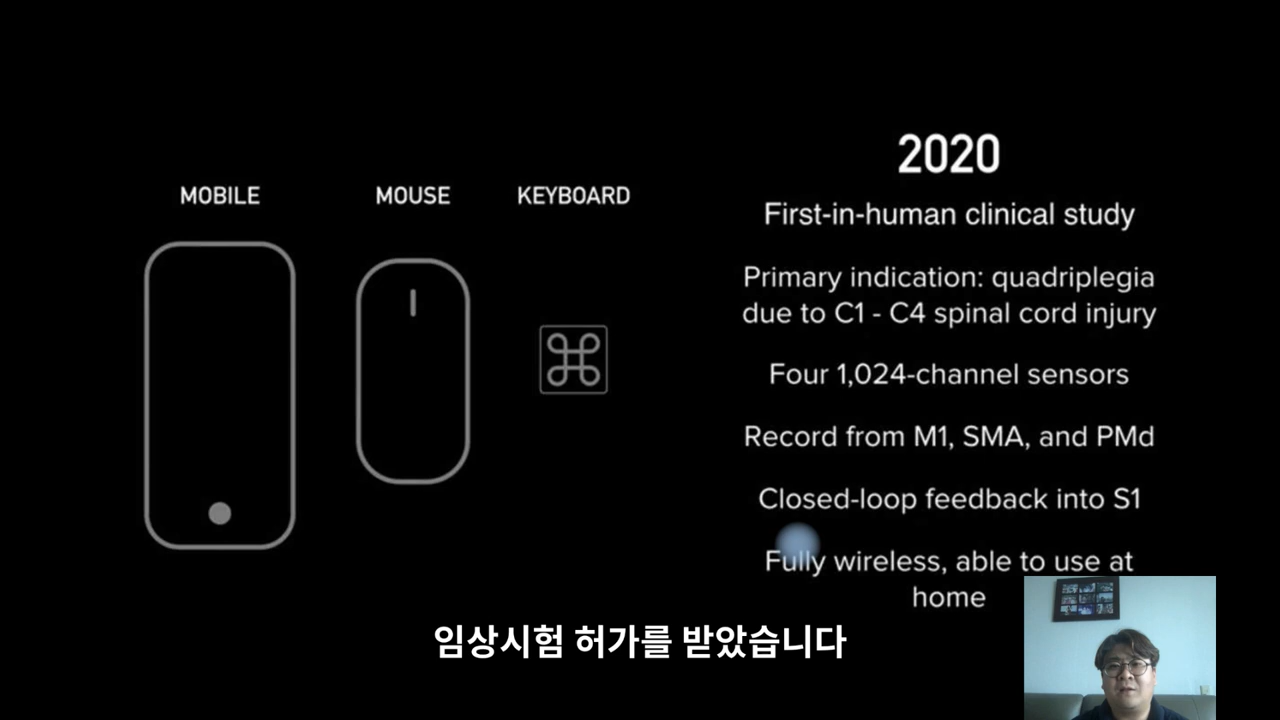 MOBILE
MOUSE
KEYBOARD
2020
First-in-human clinical study
Primary indication: quadriplegia
due to C1 - C4 spinal cord injury
Four 1,024-channel sensors
Record from M1, SMA, and PMd
Closed-loop feedback into S1
Fully wireless, able to use at
home
임상시험 허가를 받았습니다